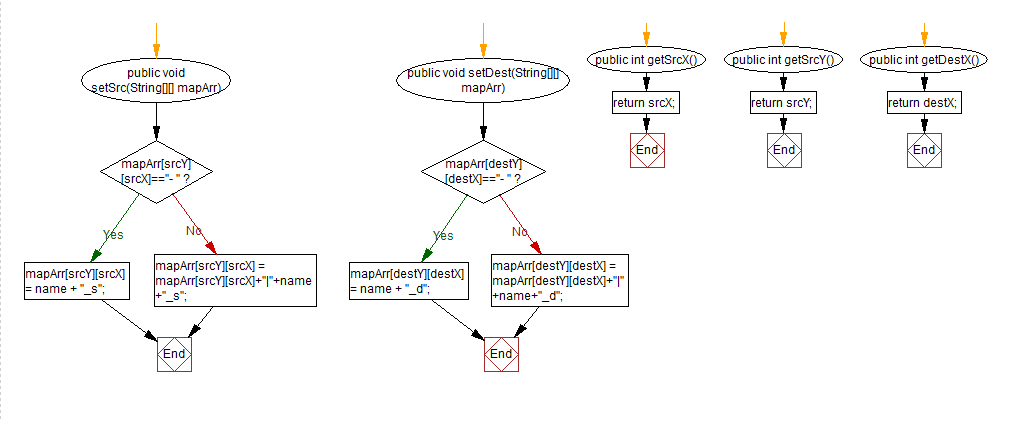 public void
setSrc(String[][] mapArr)
mapArr[srcY]
[srcX]=="- " ?
Yes
No
mapArr[srcY][srcX]
= name + "_s";
mapArr[srcY][srcX] =
mapArr[srcY][srcX]+"|"+name
+"_s";
End
public void setDest(String[][]
mapArr)
mapArr[destY]
[destX]=="- " ?
Yes
No
mapArr[destY][destX]
= name + "_d";
mapArr[destY][destX] =
mapArr[destY][destX]+"|"
+name+"_d";
End
public int getSrcX()
return srcX;
End
public int getSrcY()
return srcY;
End
public int getDestX()
return destX;
End